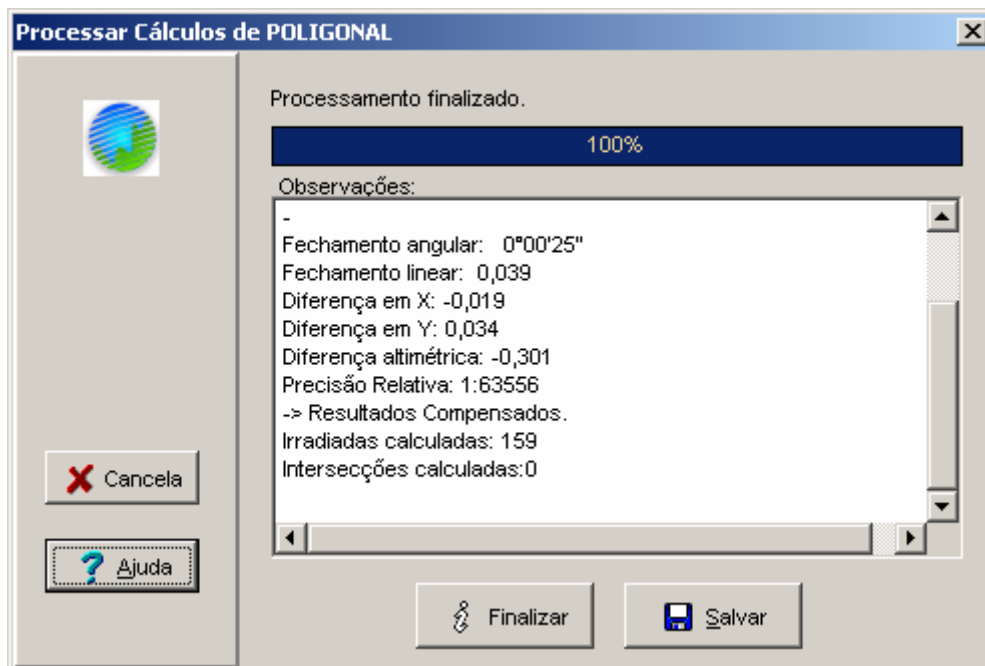 Processar Cálculos de POLIGONAL
Processamento finalizado.
100%
Observações:
-
Fechamento angular: 0°00'25"
Fechamento linear: 0,039
Diferença em X: -0,019
Diferença em Y: 0,034
Diferença altimétrica: -0,301
Precisão Relativa: 1:63556
-> Resultados Compensados.
Irradiadas calculadas: 159
Intersecções calculadas:0
Cancela
Ajuda
Finalizar
Salvar